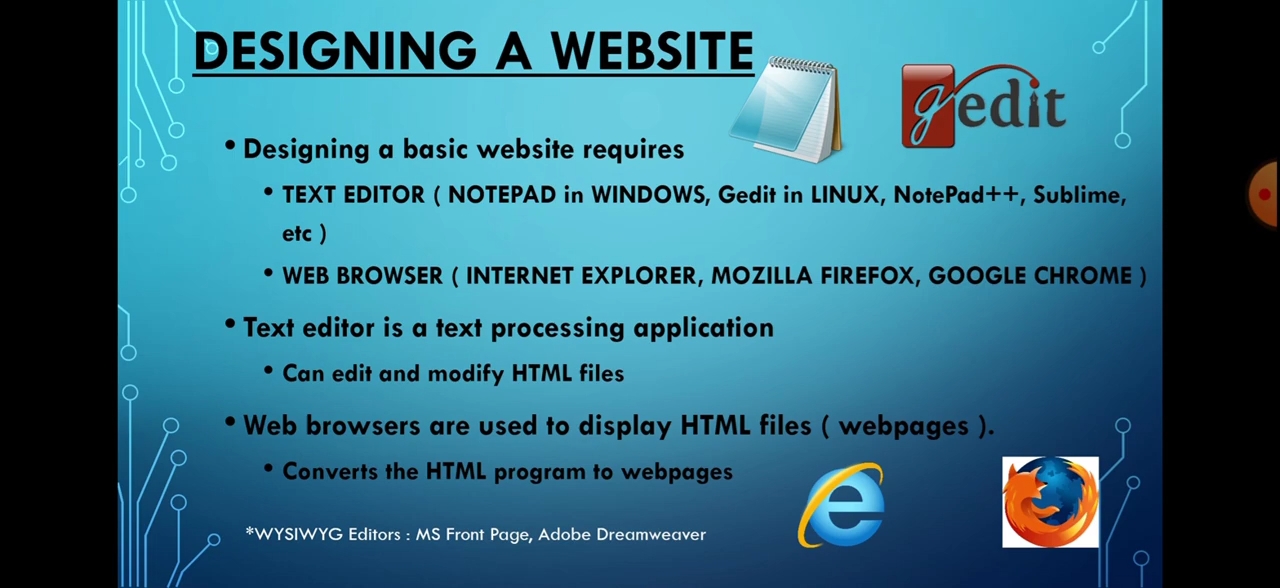 DESIGNING A WEBSITE
gedit
• Designing a basic website requires
• TEXT EDITOR ( NOTEPAD in WINDOWS, Gedit in LINUX, NotePad++, Sublime,
etc )
• WEB BROWSER ( INTERNET EXPLORER, MOZILLA FIREFOX, GOOGLE CHROME )
• Text editor is a text processing application
• Can edit and modify HTML files
• Web browsers are used to display HTML files ( webpages ).
• Converts the HTML program to webpages
*WYSIWYG Editors : MS Front Page, Adobe Dreamweaver